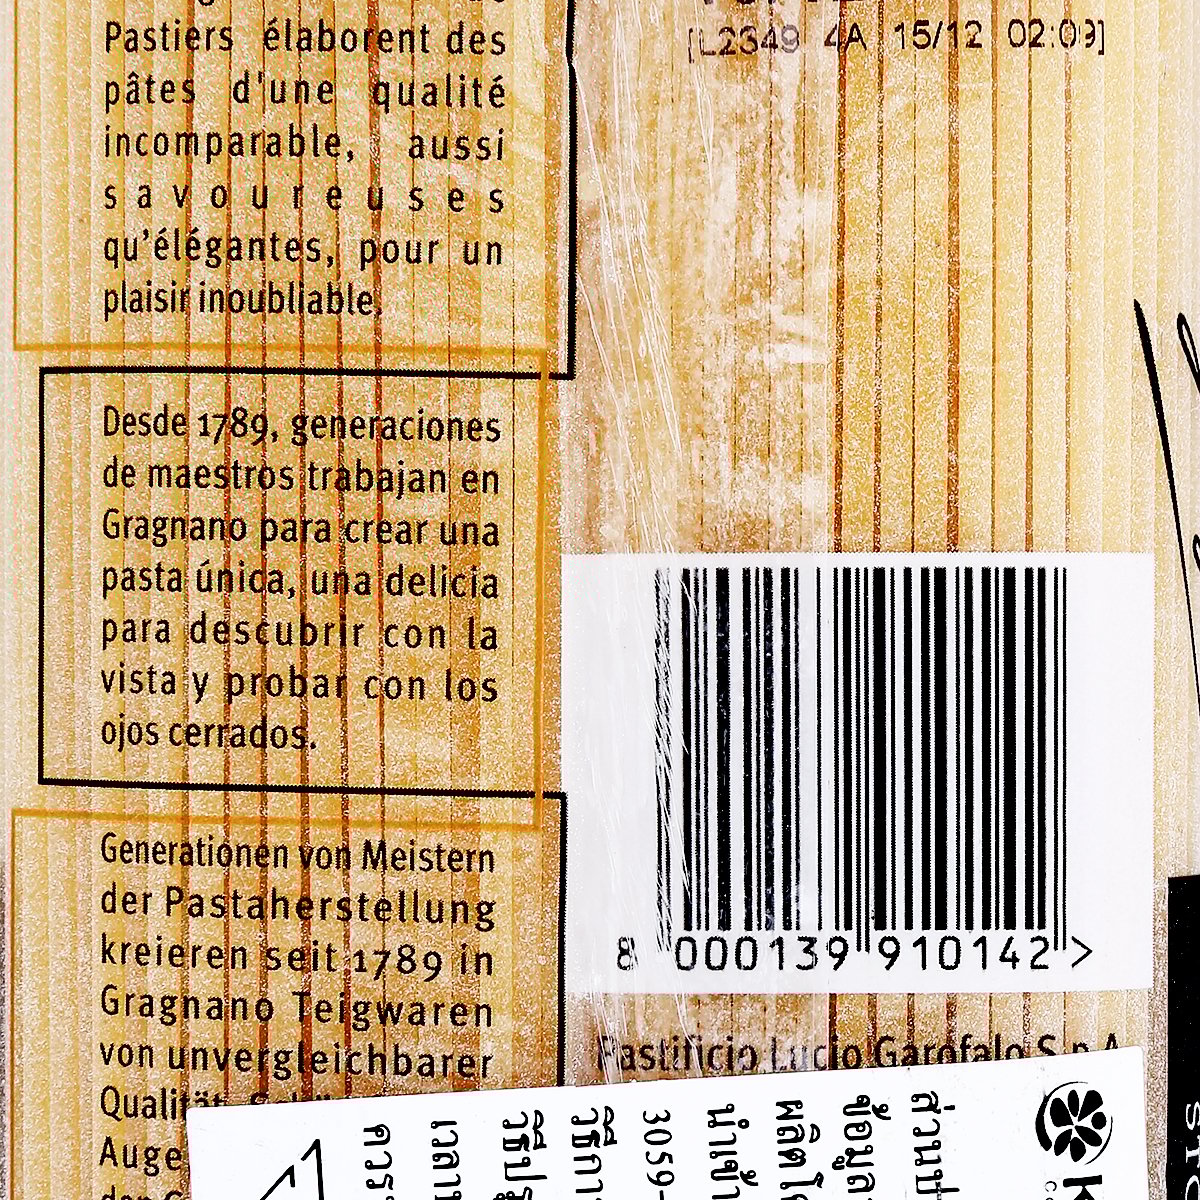 Pastiers élaborent des
pâtes d'une qualité
incomparable, aussi
savoureuses
qu'élégantes, pour un
plaisir inoubliable.
Desde 1789, generaciones
de maestros trabajan en
Gragnano para crear una
pasta única, una delicia
para descubrir con la
vista y probar con los
ojos cerrados.
Generationen von Meistern
der Pastaherstellung
kreieren seit 1789 in
Gragnano Teigwaren
von unvergleichbarer
Qualität,
Auge
[L2349 4A 15/12 02:09]
8 000139 910142 >
Pastificio Lucio Garofalo S.p.A.
3059-